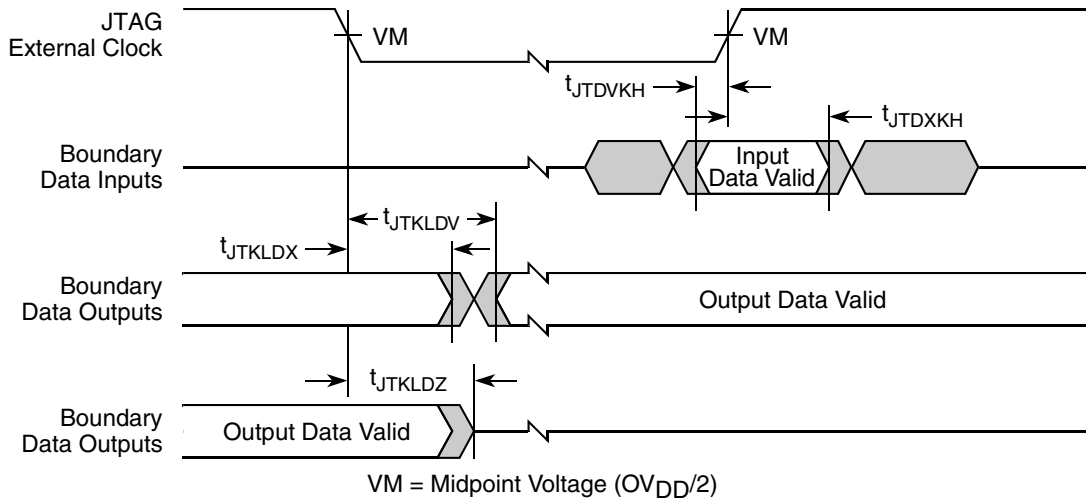 JTAG
External Clock
VM
VM
tJTDVKH
tJTDXKH
Boundary
Data Inputs
Input
Data Valid
tJTKLDV
tJTKLDX
Boundary
Data Outputs
Output Data Valid
tJTKLDZ
Boundary
Data Outputs
Output Data Valid
VM = Midpoint Voltage (OVDD/2)